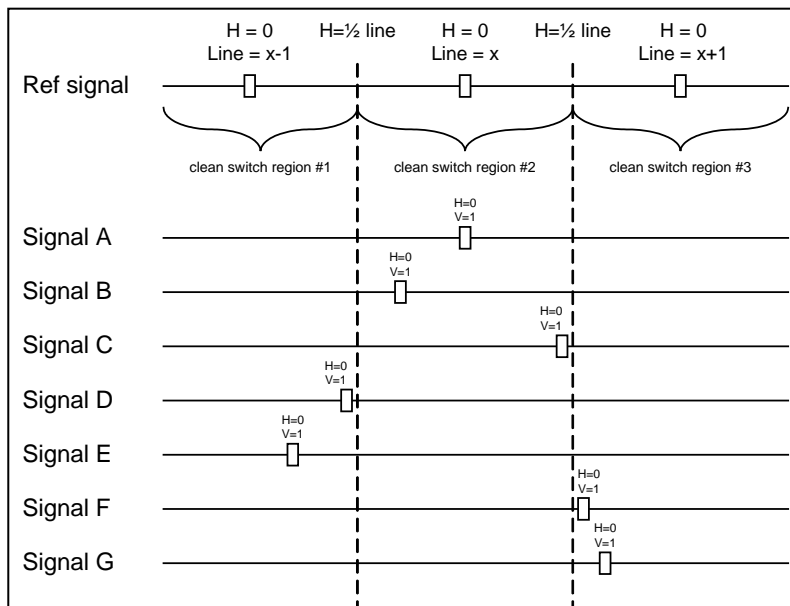 H = 0 H=½ line H = 0 H=½ line H = 0
Line = x-1 Line = x Line = x+1
Ref signal
clean switch region #1 clean switch region #2 clean switch region #3
H=0
V=1
Signal A
H=0
V=1
Signal B
H=0
V=1
Signal C
H=0
V=1
Signal D
H=0
V=1
Signal E
H=0
V=1
Signal F
H=0
V=1
Signal G